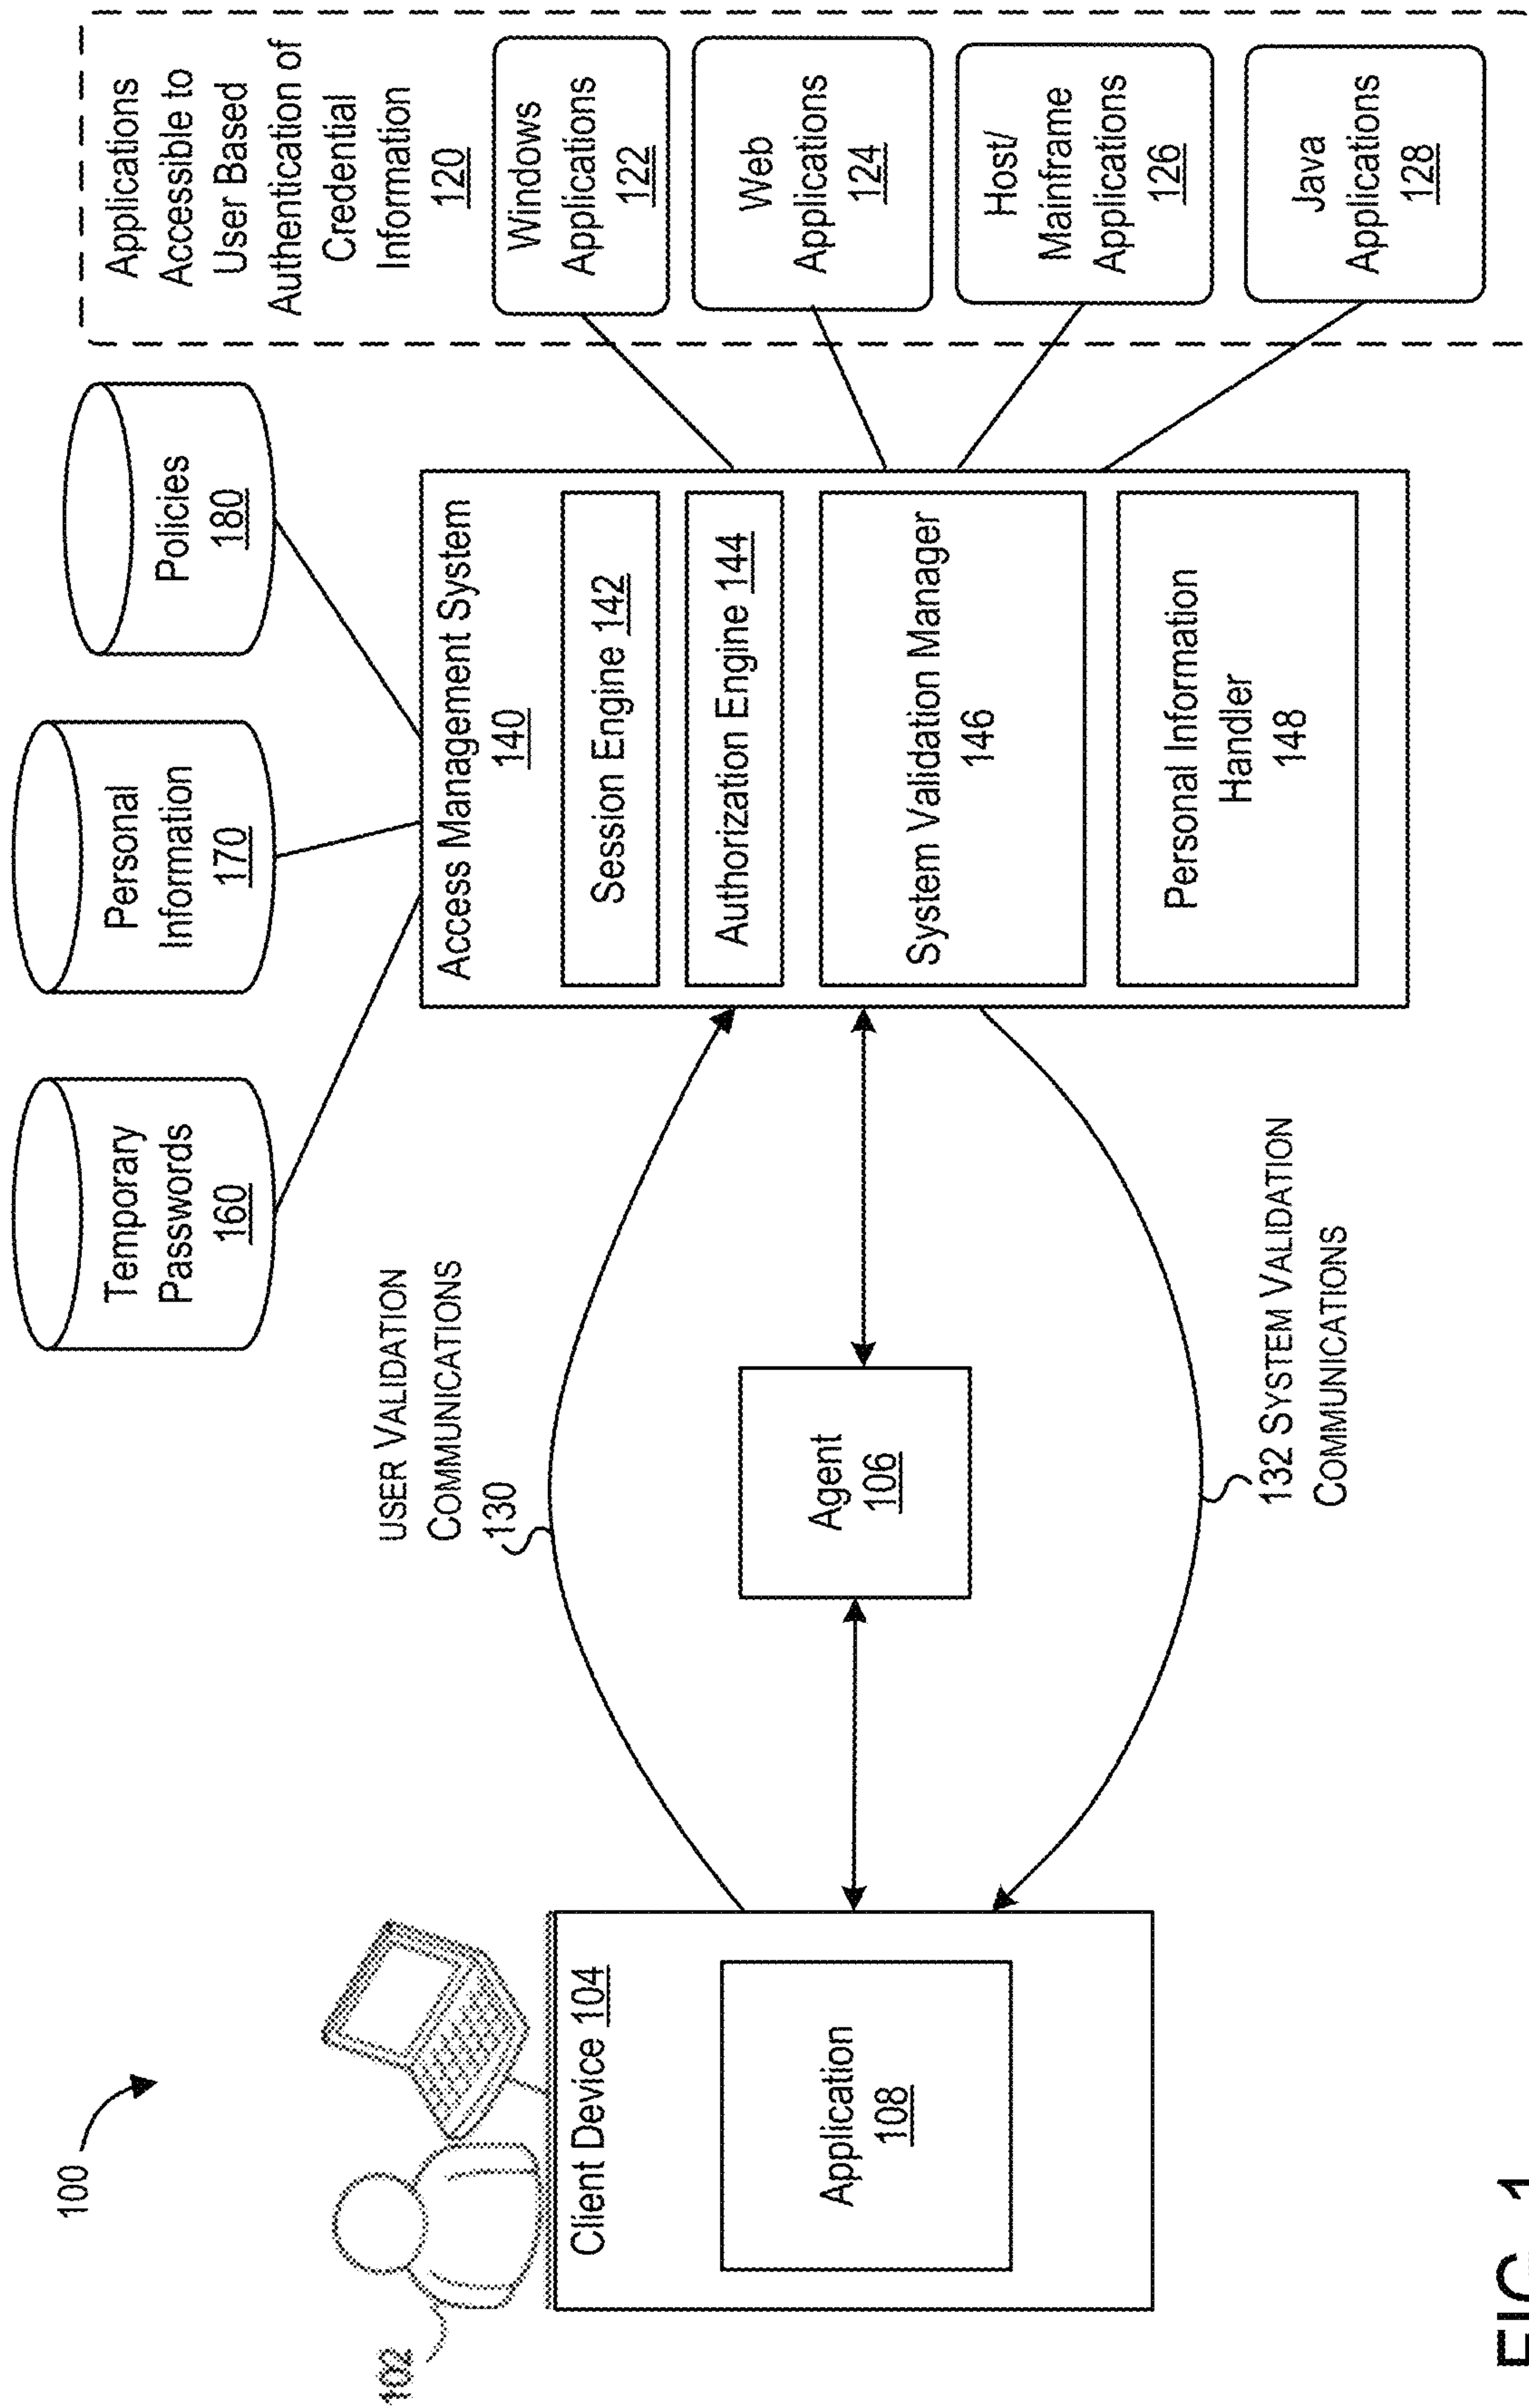 100
102
Client Device 104
Application
108
USER VALIDATION
COMMUNICATIONS
130
Agent
106
132 SYSTEM VALIDATION
COMMUNICATIONS
Temporary
Passwords
160
Personal
Information
170
Policies
180
Access Management System
140
Session Engine 142
Authorization Engine 144
System Validation Manager
146
Personal Information
Handler
148
Applications
Accessible to
User Based
Authentication of
Credential
Information
120
Windows
Applications
122
Web
Applications
124
Host/
Mainframe
Applications
126
Java
Applications
128
FIG. 1